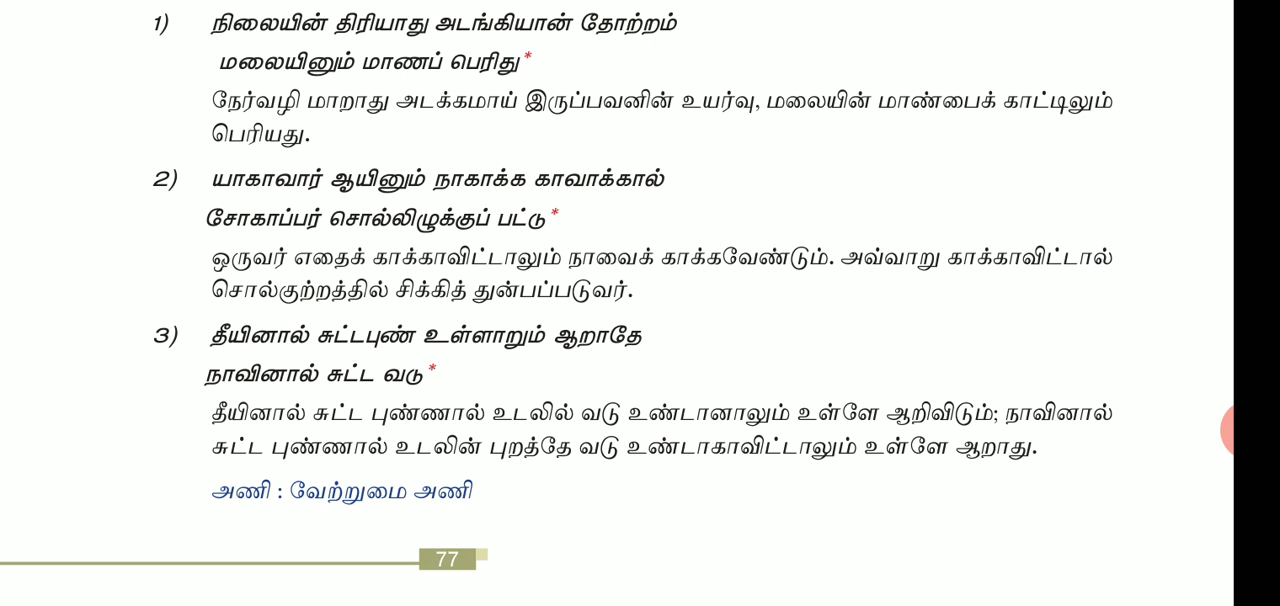 1) நிலையின் திரியாது அடங்கியான் தோற்றம்
மலையினும் மாணப் பெரிது*
நேர்வழி மாறாது அடக்கமாய் இருப்பவனின் உயர்வு, மலையின் மாண்பைக் காட்டிலும்
பெரியது.
2) யாகாவார் ஆயினும் நாகாக்க காவாக்கால்
சோகாப்பர் சொல்லிழுக்குப் பட்டு*
ஒருவர் எதைக் காக்காவிட்டாலும் நாவைக் காக்கவேண்டும். அவ்வாறு காக்காவிட்டால்
சொல்குற்றத்தில் சிக்கித் துன்பப்படுவர்.
3) தீயினால் சுட்டபுண் உள்ளாறும் ஆறாதே
நாவினால் சுட்ட வடு*
தீயினால் சுட்ட புண்ணால் உடலில் வடு உண்டானாலும் உள்ளே ஆறிவிடும்; நாவினால்
சுட்ட புண்ணால் உடலின் புறத்தே வடு உண்டாகாவிட்டாலும் உள்ளே ஆறாது.
அணி : வேற்றுமை அணி
77